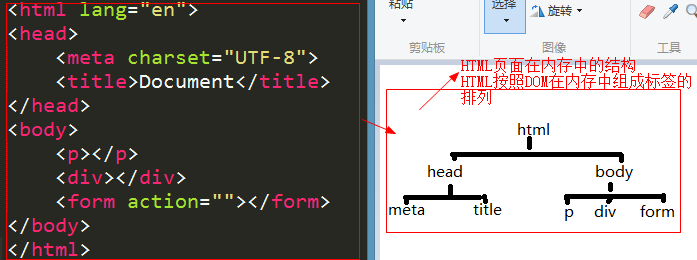 <html lang="en">
<head>
    <meta charset="UTF-8">
    <title>Document</title>
</head>
<body>
    <p></p>
    <div></div>
    <form action=""></form>
</body>
</html>
粘贴
选择
旋转
剪贴板
图像
工具
HTML页面在内存中的结构
HTML按照DOM在内存中组成标签的
排列
html
head body
meta title p div form